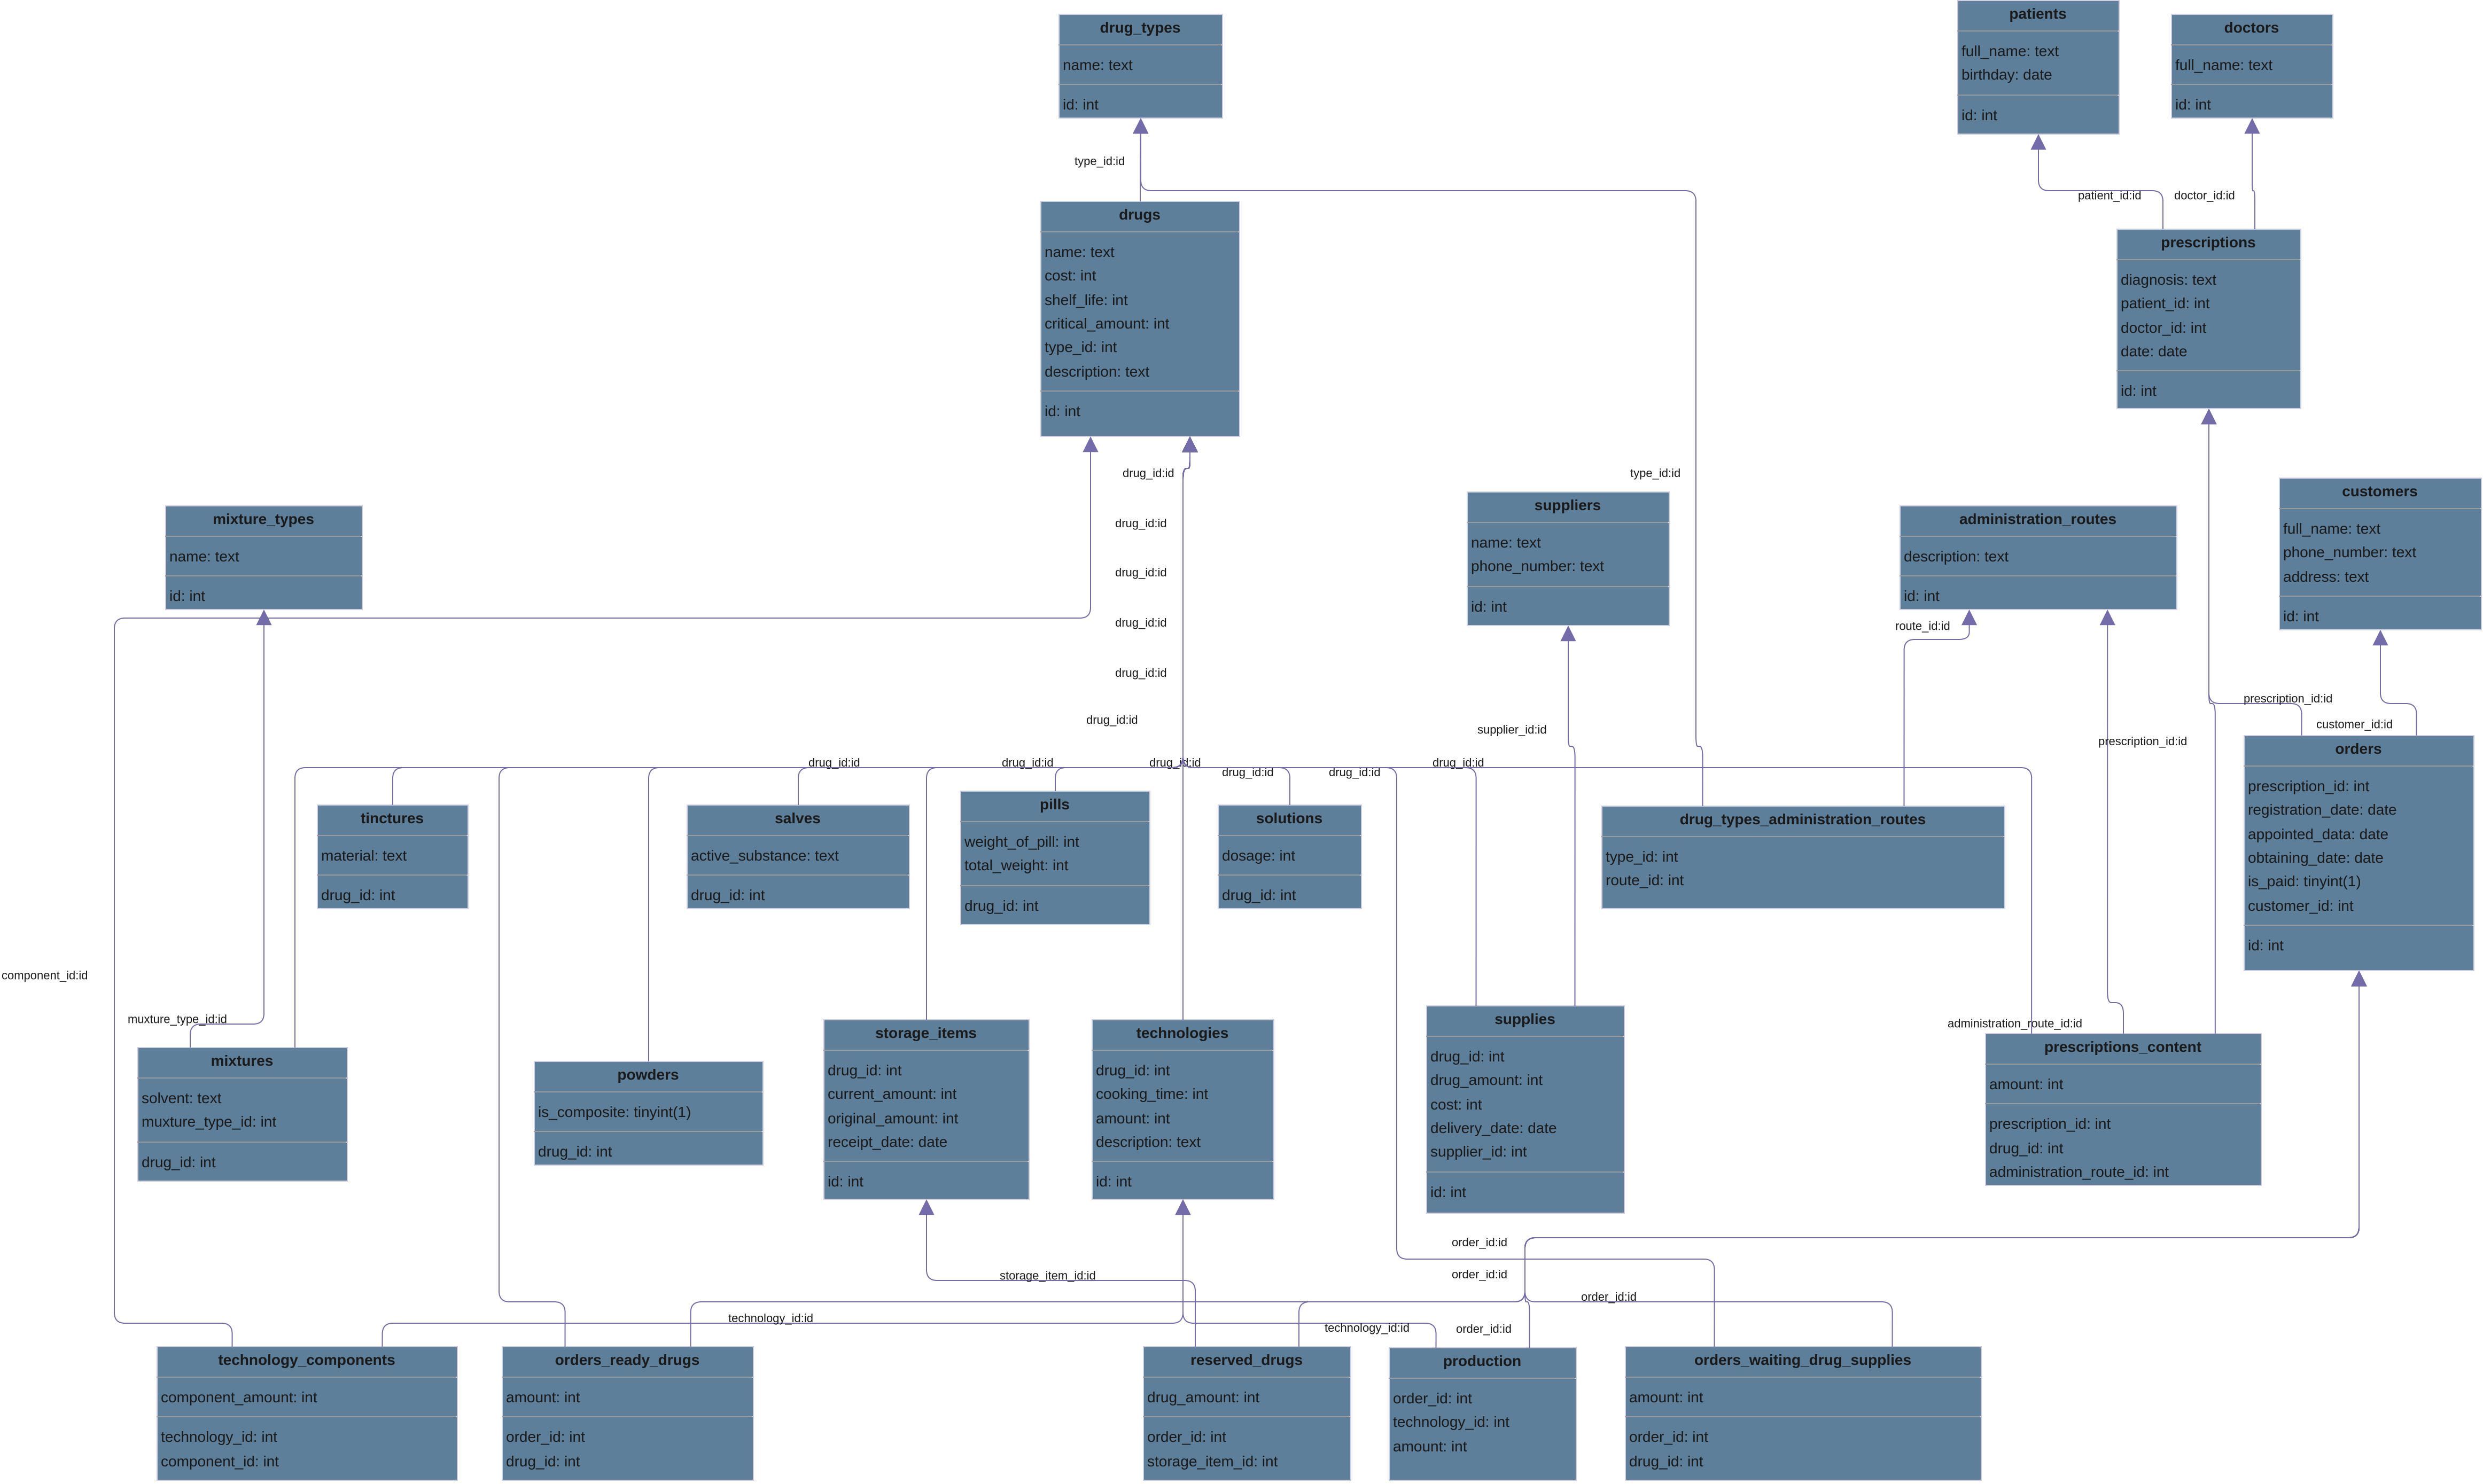 drug_types
name: text
id: int
patients
full_name: text
birthday: date
id: int
doctors
full_name: text
id: int
type_id:id
patient_id:id
doctor_id:id
drugs
name: text
cost: int
shelf_life: int
critical_amount: int
type_id: int
description: text
id: int
prescriptions
diagnosis: text
patient_id: int
doctor_id: int
date: date
id: int
drug_id:id
type_id:id
drug_id:id
drug_id:id
drug_id:id
drug_id:id
drug_id:id
mixture_types
name: text
id: int
suppliers
name: text
phone_number: text
id: int
administration_routes
description: text
id: int
customers
full_name: text
phone_number: text
address: text
id: int
route_id:id
supplier_id:id
prescription_id:id
customer_id:id
prescription_id:id
drug_id:id
drug_id:id
drug_id:id
drug_id:id
drug_id:id
drug_id:id
tinctures
material: text
drug_id: int
salves
active_substance: text
drug_id: int
pills
weight_of_pill: int
total_weight: int
drug_id: int
solutions
dosage: int
drug_id: int
drug_types_administration_routes
type_id: int
route_id: int
orders
prescription_id: int
registration_date: date
appointed_data: date
obtaining_date: date
is_paid: tinyint(1)
customer_id: int
id: int
component_id:id
muxture_type_id:id
administration_route_id:id
mixtures
solvent: text
muxture_type_id: int
drug_id: int
powders
is_composite: tinyint(1)
drug_id: int
storage_items
drug_id: int
current_amount: int
original_amount: int
receipt_date: date
id: int
technologies
drug_id: int
cooking_time: int
amount: int
description: text
id: int
supplies
drug_id: int
drug_amount: int
cost: int
delivery_date: date
supplier_id: int
id: int
prescriptions_content
amount: int
prescription_id: int
drug_id: int
administration_route_id: int
order_id:id
storage_item_id:id
order_id:id
order_id:id
technology_id:id
technology_id:id
order_id:id
technology_components
component_amount: int
technology_id: int
component_id: int
orders_ready_drugs
amount: int
order_id: int
drug_id: int
reserved_drugs
drug_amount: int
order_id: int
storage_item_id: int
production
order_id: int
technology_id: int
amount: int
orders_waiting_drug_supplies
amount: int
order_id: int
drug_id: int